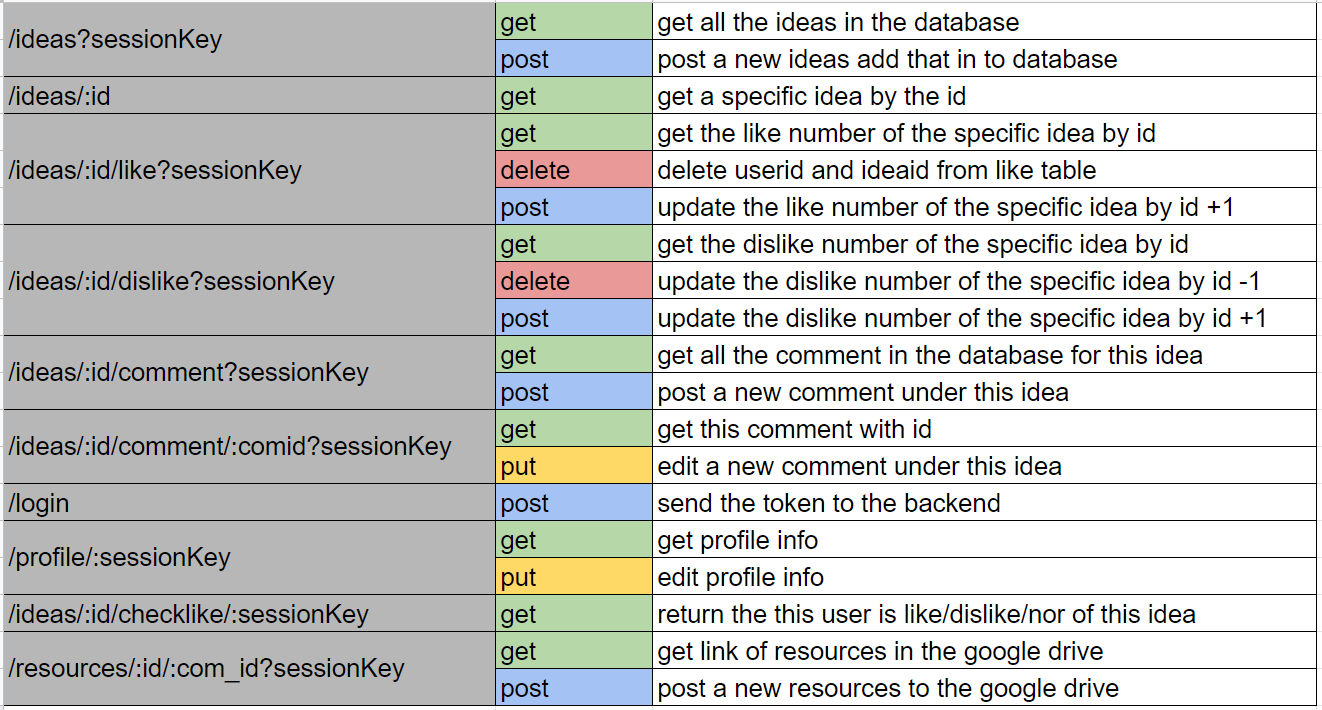 /ideas?sessionKey
get get all the ideas in the database
post post a new ideas add that in to database
/ideas/:id get get a specific idea by the id
/ideas/:id/like?sessionKey
get get the like number of the specific idea by id
delete delete userid and ideaid from like table
post update the like number of the specific idea by id +1
/ideas/:id/dislike?sessionKey
get get the dislike number of the specific idea by id
delete update the dislike number of the specific idea by id -1
post update the dislike number of the specific idea by id +1
/ideas/:id/comment?sessionKey
get get all the comment in the database for this idea
post post a new comment under this idea
/ideas/:id/comment/:comid?sessionKey
get get this comment with id
put edit a new comment under this idea
/login post send the token to the backend
/profile/:sessionKey
get get profile info
put edit profile info
/ideas/:id/checklike/:sessionKey get return the this user is like/dislike/nor of this idea
/resources/:id/:com_id?sessionKey
get get link of resources in the google drive
post post a new resources to the google drive